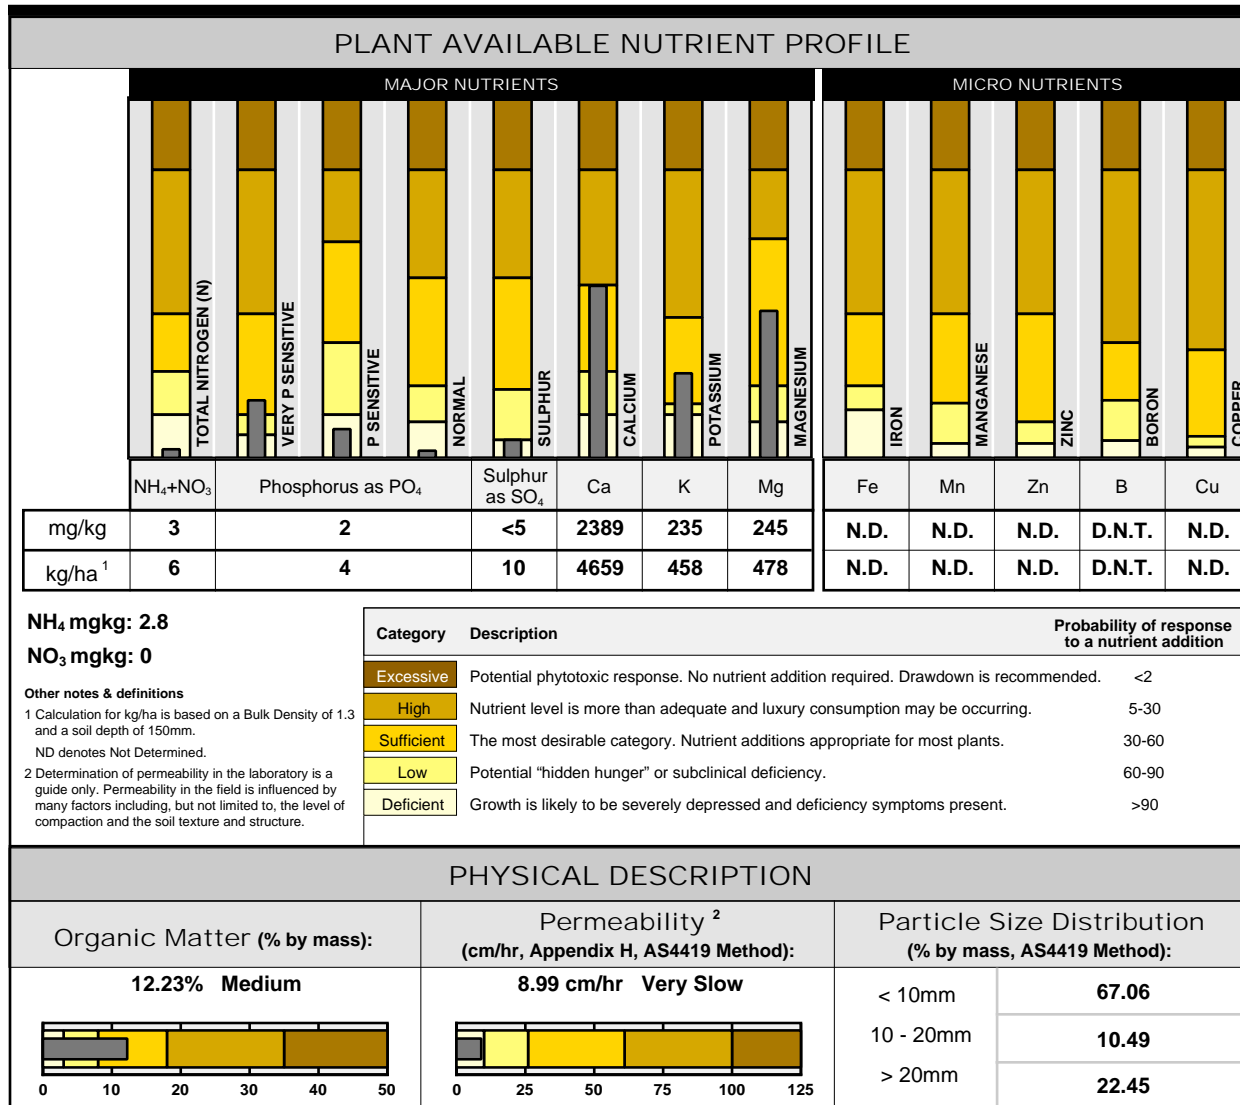 PLANT AVAILABLE NUTRIENT PROFILE
MAJOR NUTRIENTS
MICRO NUTRIENTS
TOTAL NITROGEN (N)
VERY P SENSITIVE
P SENSITIVE
NORMAL
SULPHUR
CALCIUM
POTASSIUM
MAGNESIUM
IRON
MANGANESE
ZINC
BORON
COPPER
NH₄+NO₃ Phosphorus as PO₄ Sulphur as SO₄ Ca K Mg Fe Mn Zn B Cu
mg/kg 3 2 <5 2389 235 245 N.D. N.D. N.D. D.N.T. N.D.
kg/ha ¹ 6 4 10 4659 458 478 N.D. N.D. N.D. D.N.T. N.D.
NH₄ mgkg: 2.8
NO₃ mgkg: 0
Other notes & definitions
1 Calculation for kg/ha is based on a Bulk Density of 1.3
and a soil depth of 150mm.
ND denotes Not Determined.
2 Determination of permeability in the laboratory is a
guide only. Permeability in the field is influenced by
many factors including, but not limited to, the level of
compaction and the soil texture and structure.
Category Description Probability of response
to a nutrient addition
Excessive Potential phytotoxic response. No nutrient addition required. Drawdown is recommended. <2
High Nutrient level is more than adequate and luxury consumption may be occurring. 5-30
Sufficient The most desirable category. Nutrient additions appropriate for most plants. 30-60
Low Potential “hidden hunger” or subclinical deficiency. 60-90
Deficient Growth is likely to be severely depressed and deficiency symptoms present. >90
PHYSICAL DESCRIPTION
Organic Matter (% by mass):
12.23% Medium
0 10 20 30 40 50
Permeability ²
(cm/hr, Appendix H, AS4419 Method):
8.99 cm/hr Very Slow
0 25 50 75 100 125
Particle Size Distribution
(% by mass, AS4419 Method):
< 10mm 67.06
10 - 20mm 10.49
> 20mm 22.45